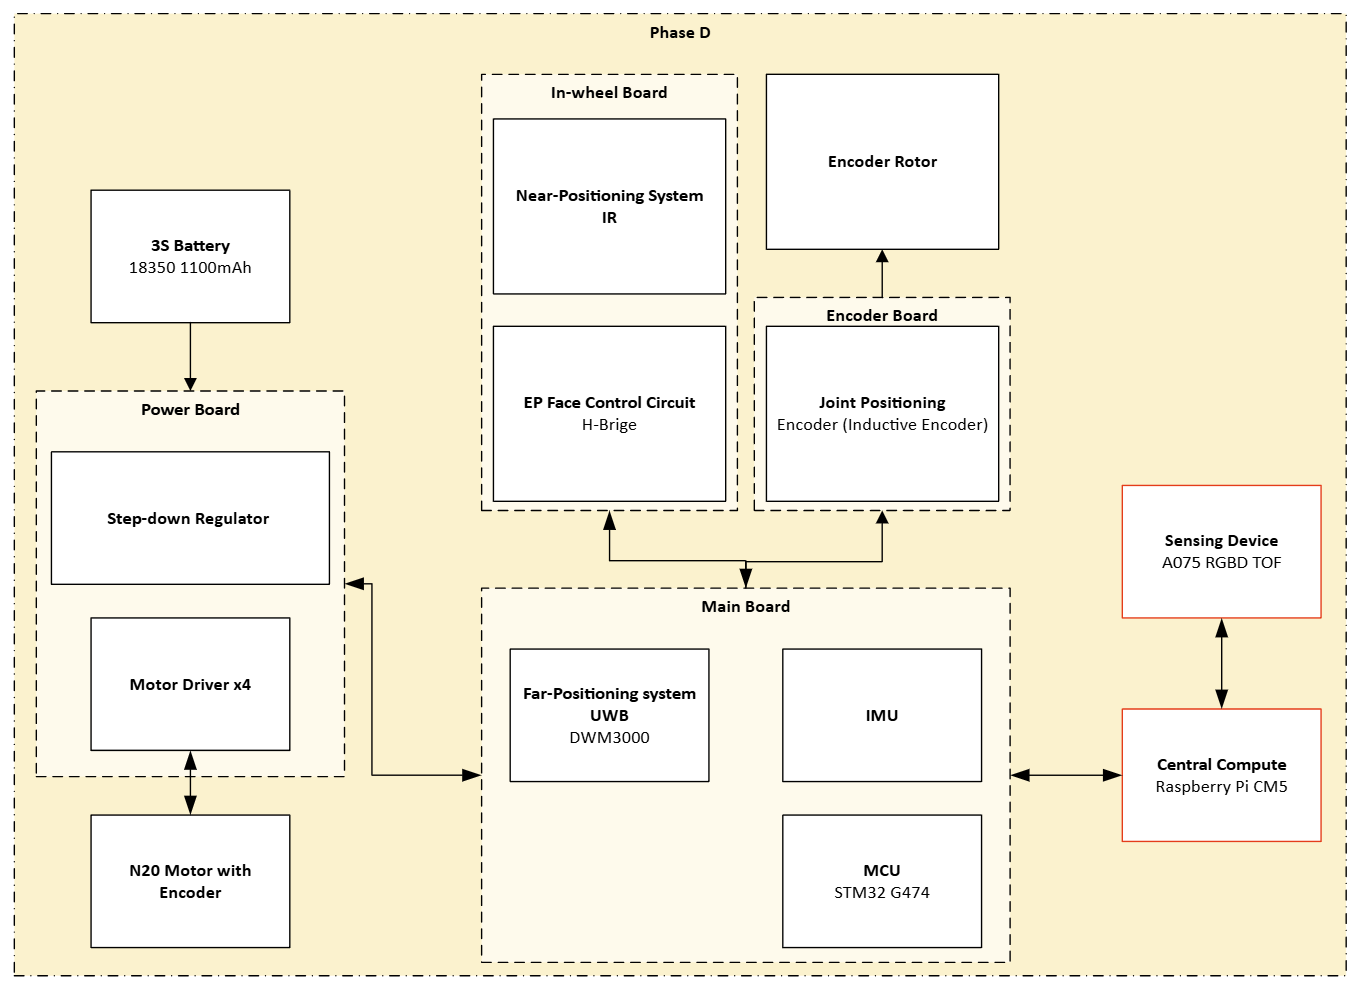 Phase D
In-wheel Board
Near-Positioning System
IR
EP Face Control Circuit
H-Brige
Encoder Rotor
Encoder Board
Joint Positioning
Encoder (Inductive Encoder)
3S Battery
18350 1100mAh
Power Board
Step-down Regulator
Motor Driver x4
N20 Motor with
Encoder
Main Board
Far-Positioning system
UWB
DWM3000
IMU
MCU
STM32 G474
Sensing Device
A075 RGBD TOF
Central Compute
Raspberry Pi CM5